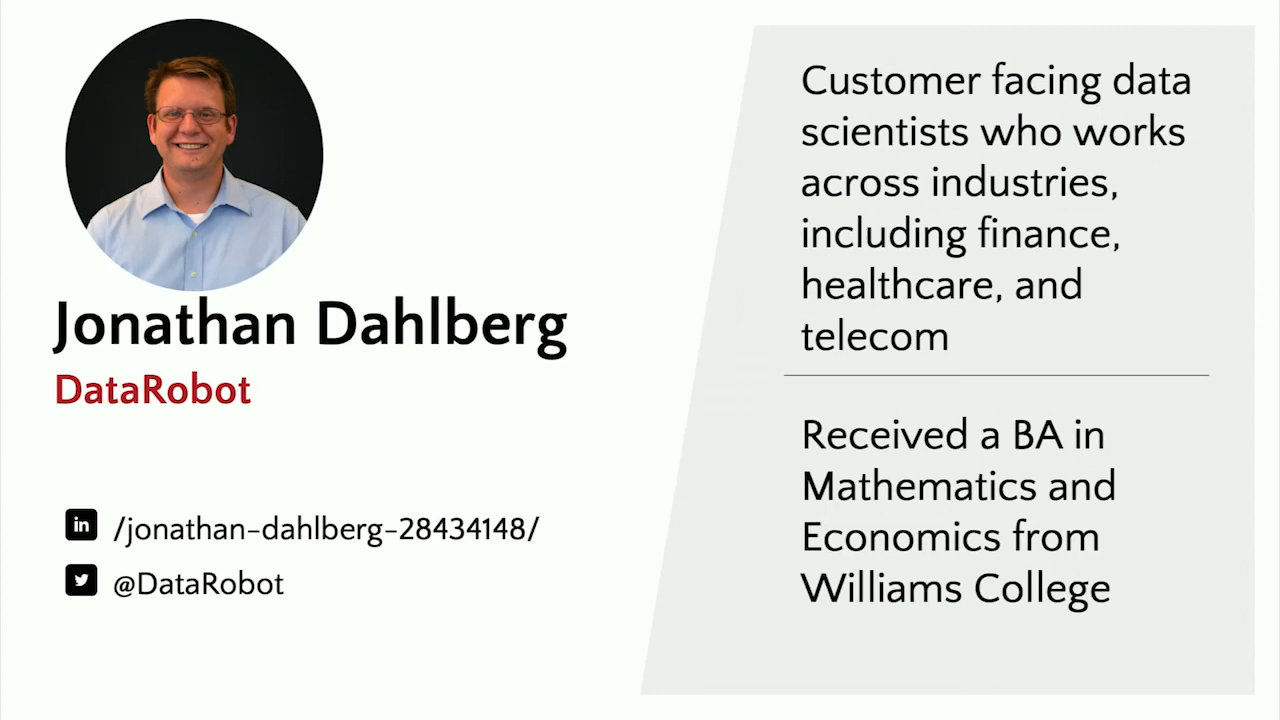 Jonathan Dahlberg
DataRobot
in /jonathan-dahlberg-28434148/
@DataRobot
Customer facing data
scientists who works
across industries,
including finance,
healthcare, and
telecom
Received a BA in
Mathematics and
Economics from
Williams College